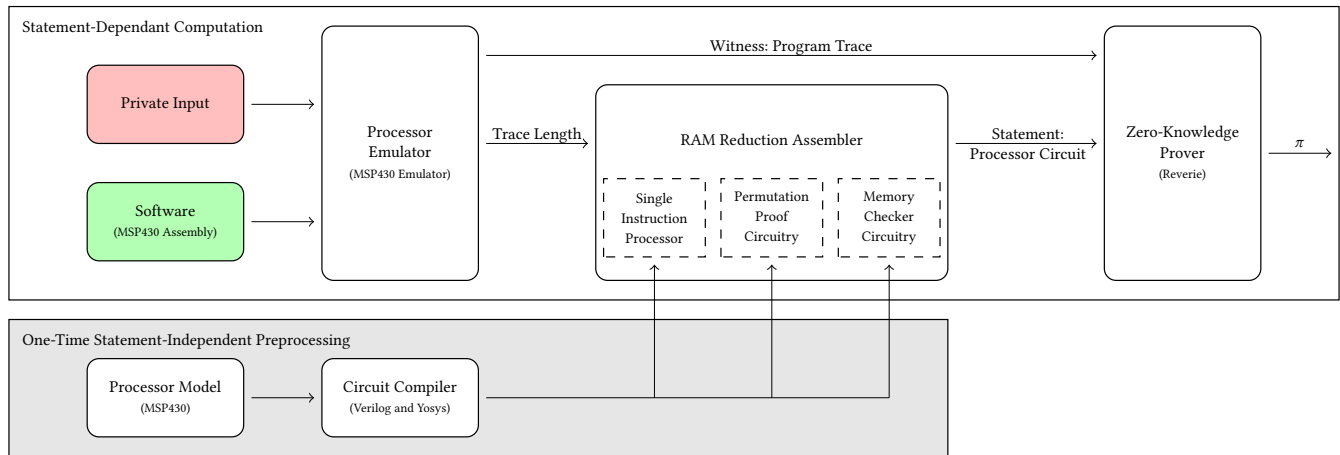 Statement-Dependant Computation
Private Input
Software
(MSP430 Assembly)
Processor
Emulator
(MSP430 Emulator)
Witness: Program Trace
Trace Length
RAM Reduction Assembler
Single
Instruction
Processor
Permutation
Proof
Circuitry
Memory
Checker
Circuitry
Statement:
Processor Circuit
Zero-Knowledge
Prover
(Reverie)
π
One-Time Statement-Independent Preprocessing
Processor Model
(MSP430)
Circuit Compiler
(Verilog and Yosys)